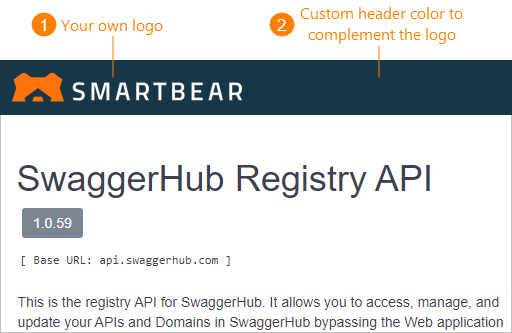 1 Your own logo
2 Custom header color to
complement the logo
SMARTBEAR
SwaggerHub Registry API
1.0.59
[ Base URL: api.swaggerhub.com ]
This is the registry API for SwaggerHub. It allows you to access, manage, and
update your APIs and Domains in SwaggerHub bypassing the Web application